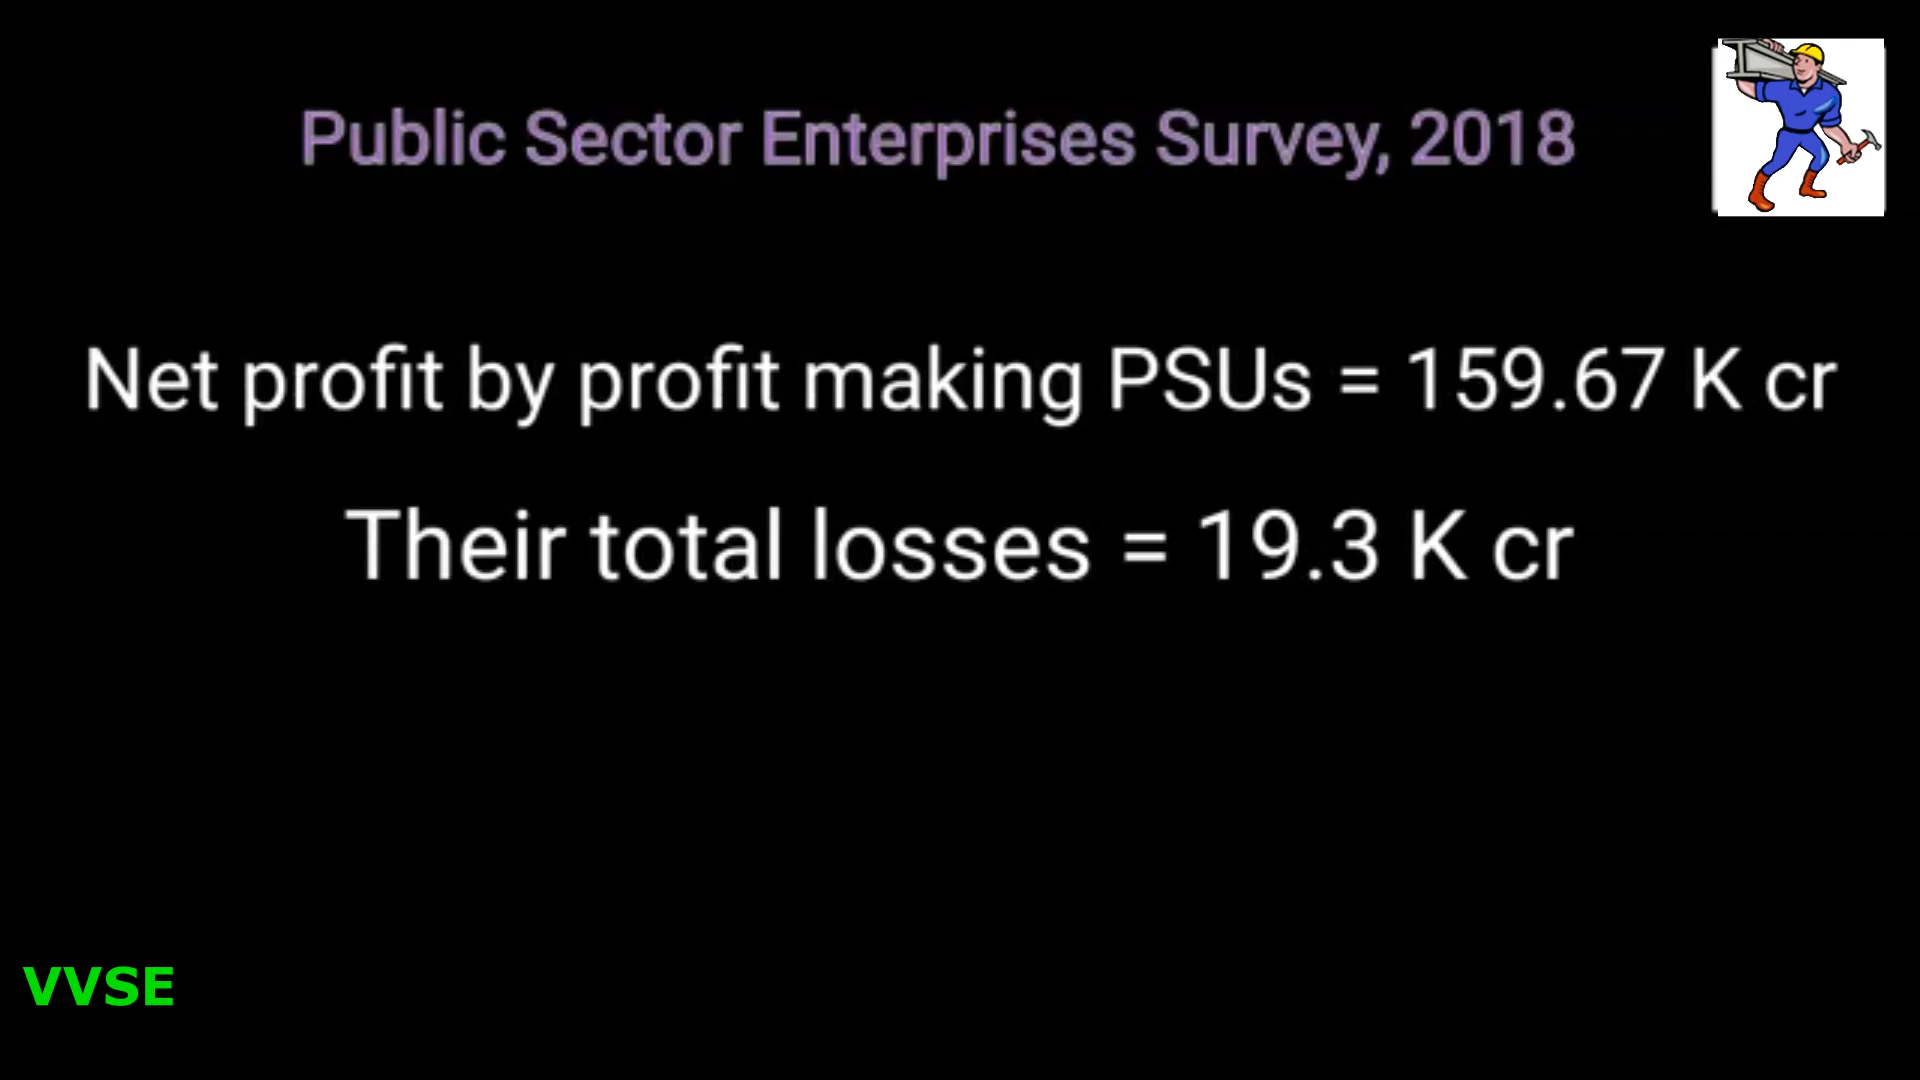 Public Sector Enterprises Survey, 2018
Net profit by profit making PSUs = 159.67 K cr
Their total losses = 19.3 K cr
VVSE